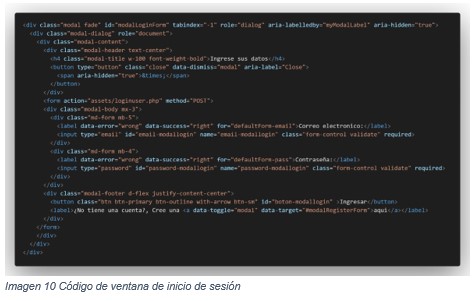 <div class="modal fade" id="modalLoginForm" tabindex="-1" role="dialog" aria-labelledby="myModalLabel" aria-hidden="true">
<div class="modal-dialog" role="document">
<div class="modal-content">
<div class="modal-header text-center">
<h4 class="modal-title w-100 font-weight-bold">Ingrese sus datos</h4>
<button type="button" class="close" data-dismiss="modal" aria-label="Close">
<span aria-hidden="true">&times;</span>
</button>
</div>
<form action="assets/loginuser.php" method="POST">
<div class="modal-body mx-3">
<div class="md-form mb-5">
<label data-error="wrong" data-success="right" for="defaultForm-email">Correo electronico:</label>
<input type="email" id="email-modallogin" name="email-modallogin" class="form-control validate" required>
</div>
<div class="md-form mb-4">
<label data-error="wrong" data-success="right" for="defaultForm-pass">Contraseña:</label>
<input type="password" id="password-modallogin" name="password-modallogin" class="form-control validate" required>
</div>
</div>
<div class="modal-footer d-flex justify-content-center">
<button class="btn btn-primary btn-outline with-arrow btn-sm" id="boton-modallogin" >Ingresar</button>
<label>¿No tiene una cuenta?, Cree una <a data-toggle="modal" data-target="#modalRegisterForm">aqui</a></label>
</div>
</form>
</div>
</div>
</div>
Imagen 10 Código de ventana de inicio de sesión